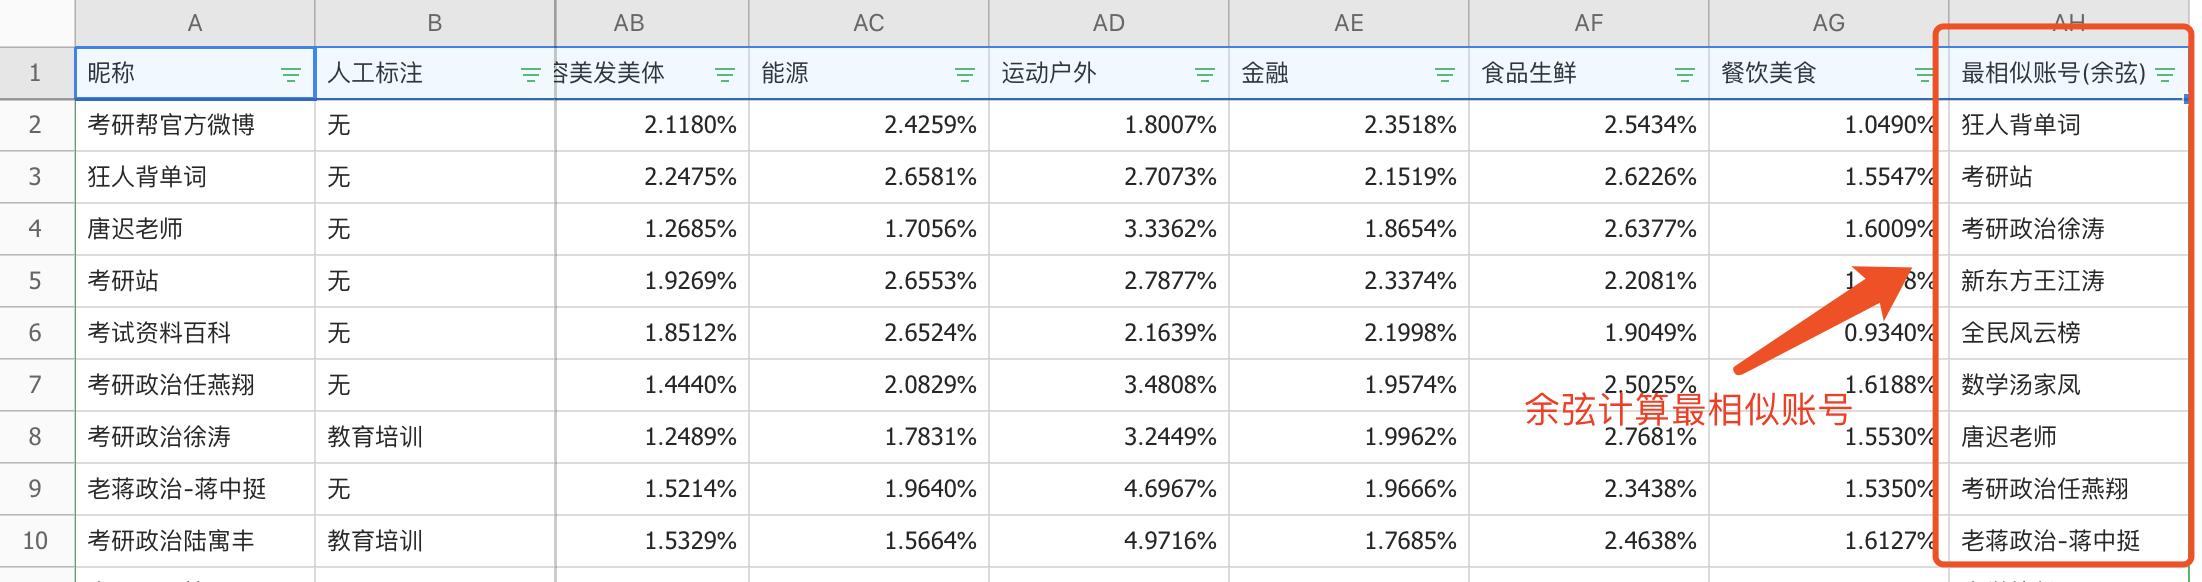 A B AB AC AD AE AF AG AH
1 昵称 人工标注 容美发美体 能源 运动户外 金融 食品生鲜 餐饮美食 最相似账号(余弦)
2 考研帮官方微博 无 2.1180% 2.4259% 1.8007% 2.3518% 2.5434% 1.0490% 狂人背单词
3 狂人背单词 无 2.2475% 2.6581% 2.7073% 2.1519% 2.6226% 1.5547% 考研站
4 唐迟老师 无 1.2685% 1.7056% 3.3362% 1.8654% 2.6377% 1.6009% 考研政治徐涛
5 考研站 无 1.9269% 2.6553% 2.7877% 2.3374% 2.2081% 新东方王江涛
6 考试资料百科 无 1.8512% 2.6524% 2.1639% 2.1998% 1.9049% 0.9340% 全民风云榜
7 考研政治任燕翔 无 1.4440% 2.0829% 3.4808% 1.9574% 2.5025% 1.6188% 数学汤家凤
余弦计算最相似账号
8 考研政治徐涛 教育培训 1.2489% 1.7831% 3.2449% 1.9962% 2.7681% 1.5530% 唐迟老师
9 老蒋政治-蒋中挺 无 1.5214% 1.9640% 4.6967% 1.9666% 2.3438% 1.5350% 考研政治任燕翔
10 考研政治陆寓丰 教育培训 1.5329% 1.5664% 4.9716% 1.7685% 2.4638% 1.6127% 老蒋政治-蒋中挺